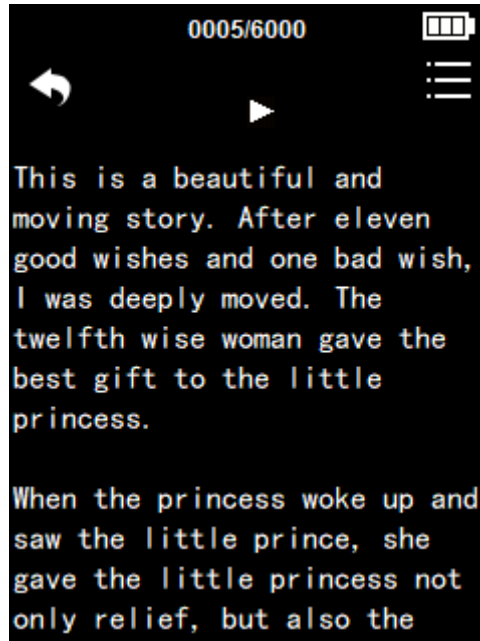 0005/6000
This is a beautiful and
moving story. After eleven
good wishes and one bad wish,
I was deeply moved. The
twelfth wise woman gave the
best gift to the little
princess.
When the princess woke up and
saw the little prince, she
gave the little princess not
only relief, but also the